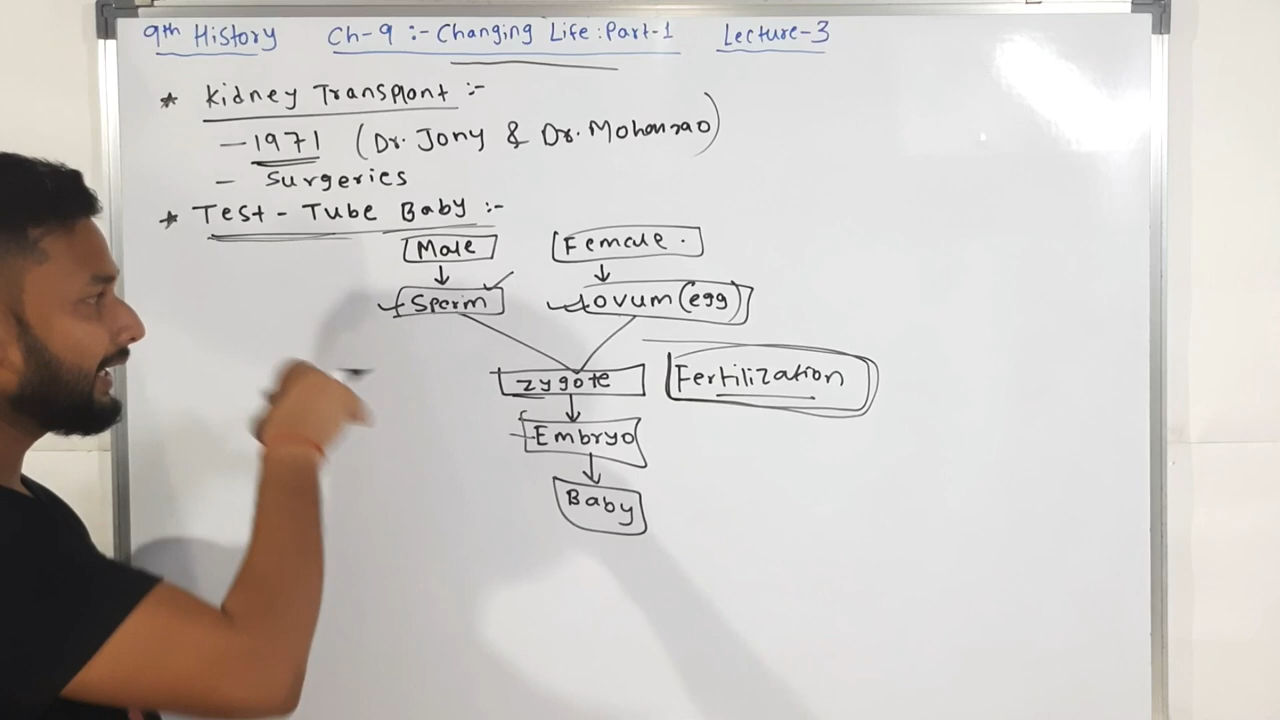 9th History Ch-9 :- Changing Life : Part-1 Lecture-3
* Kidney Transplant :-
- 1971 (Dr. Jony & Dr. Mohanrao)
- Surgeries
* Test - Tube Baby :-
Male Female.
Sperm Ovum (egg)
Zygote Fertilization
Embryo
Baby